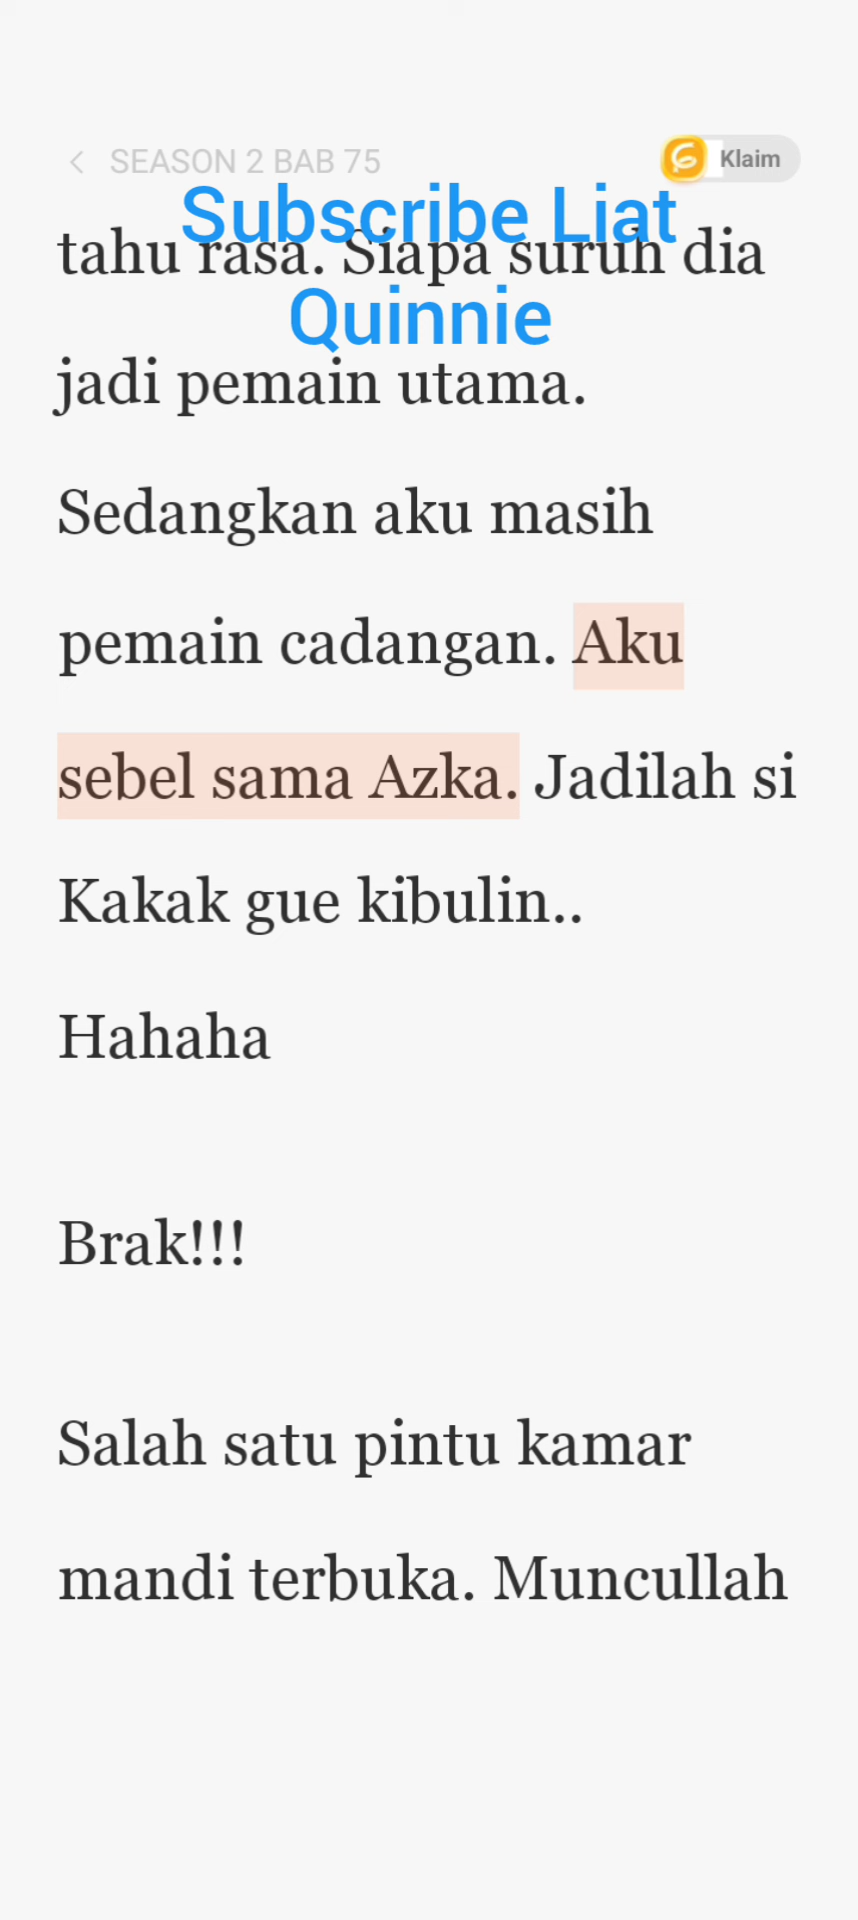 SEASON 2 BAB 75
Klaim
Subscribe Liat
tahu rasa. Siapa suruh dia
Quinnie
jadi pemain utama.
Sedangkan aku masih
pemain cadangan. Aku
sebel sama Azka. Jadilah si
Kakak gue kibulin..
Hahaha
Brak!!!
Salah satu pintu kamar
mandi terbuka. Muncullah